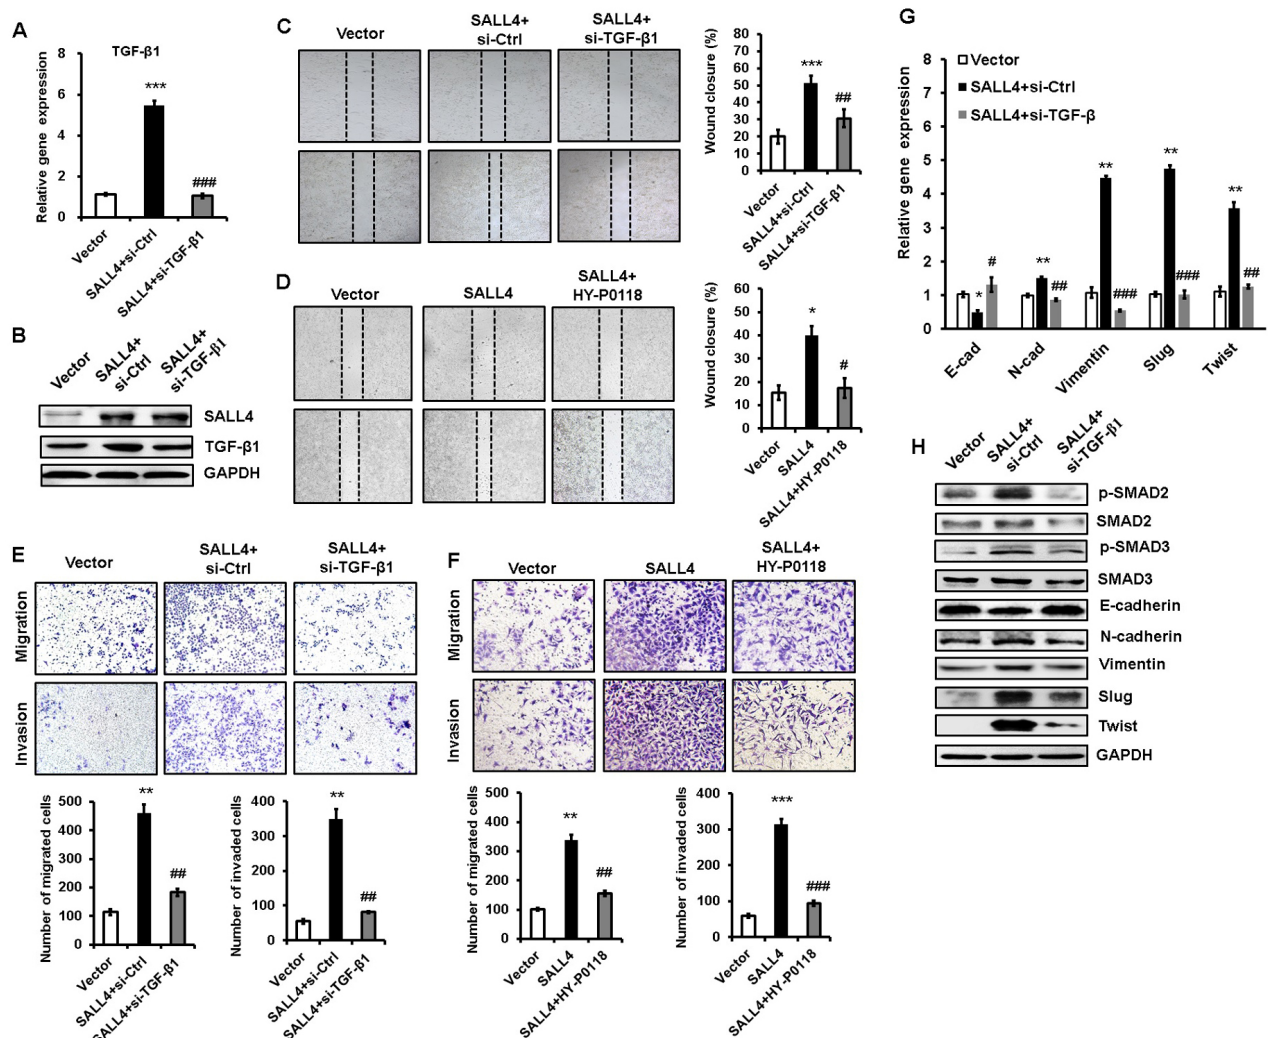 A
TGF-β1
Relative gene expression
8
6
4
2
0
***
###
Vector
SALL4+si-Ctrl
SALL4+si-TGF-β1
B
Vector
SALL4+
si-Ctrl
SALL4+
si-TGF-β1
SALL4
TGF-β1
GAPDH
C
Vector
SALL4+
si-Ctrl
SALL4+
si-TGF-β1
Wound closure (%)
80
70
60
50
40
30
20
10
0
***
##
Vector
SALL4+si-Ctrl
SALL4+si-TGF-β1
D
Vector
SALL4
SALL4+
HY-P0118
Wound closure (%)
60
50
40
30
20
10
0
*
#
Vector
SALL4
SALL4+HY-P0118
E
Vector
SALL4+
si-Ctrl
SALL4+
si-TGF-β1
Migration
Invasion
Number of migrated cells
500
400
300
200
100
0
**
##
Vector
SALL4+si-Ctrl
SALL4+si-TGF-β1
Number of invaded cells
400
300
200
100
0
**
##
Vector
SALL4+si-Ctrl
SALL4+si-TGF-β1
F
Vector
SALL4
SALL4+
HY-P0118
Migration
Invasion
Number of migrated cells
500
400
300
200
100
0
**
##
Vector
SALL4
SALL4+HY-P0118
Number of invaded cells
400
300
200
100
0
***
###
Vector
SALL4
SALL4+HY-P0118
G
Relative gene expression
8
7
6
5
4
3
2
1
0
Vector
SALL4+si-Ctrl
SALL4+si-TGF-β
*
#
**
##
**
###
**
###
**
##
E-cad
N-cad
Vimentin
Slug
Twist
H
Vector
SALL4+
si-Ctrl
SALL4+
si-TGF-β1
p-SMAD2
SMAD2
p-SMAD3
SMAD3
E-cadherin
N-cadherin
Vimentin
Slug
Twist
GAPDH